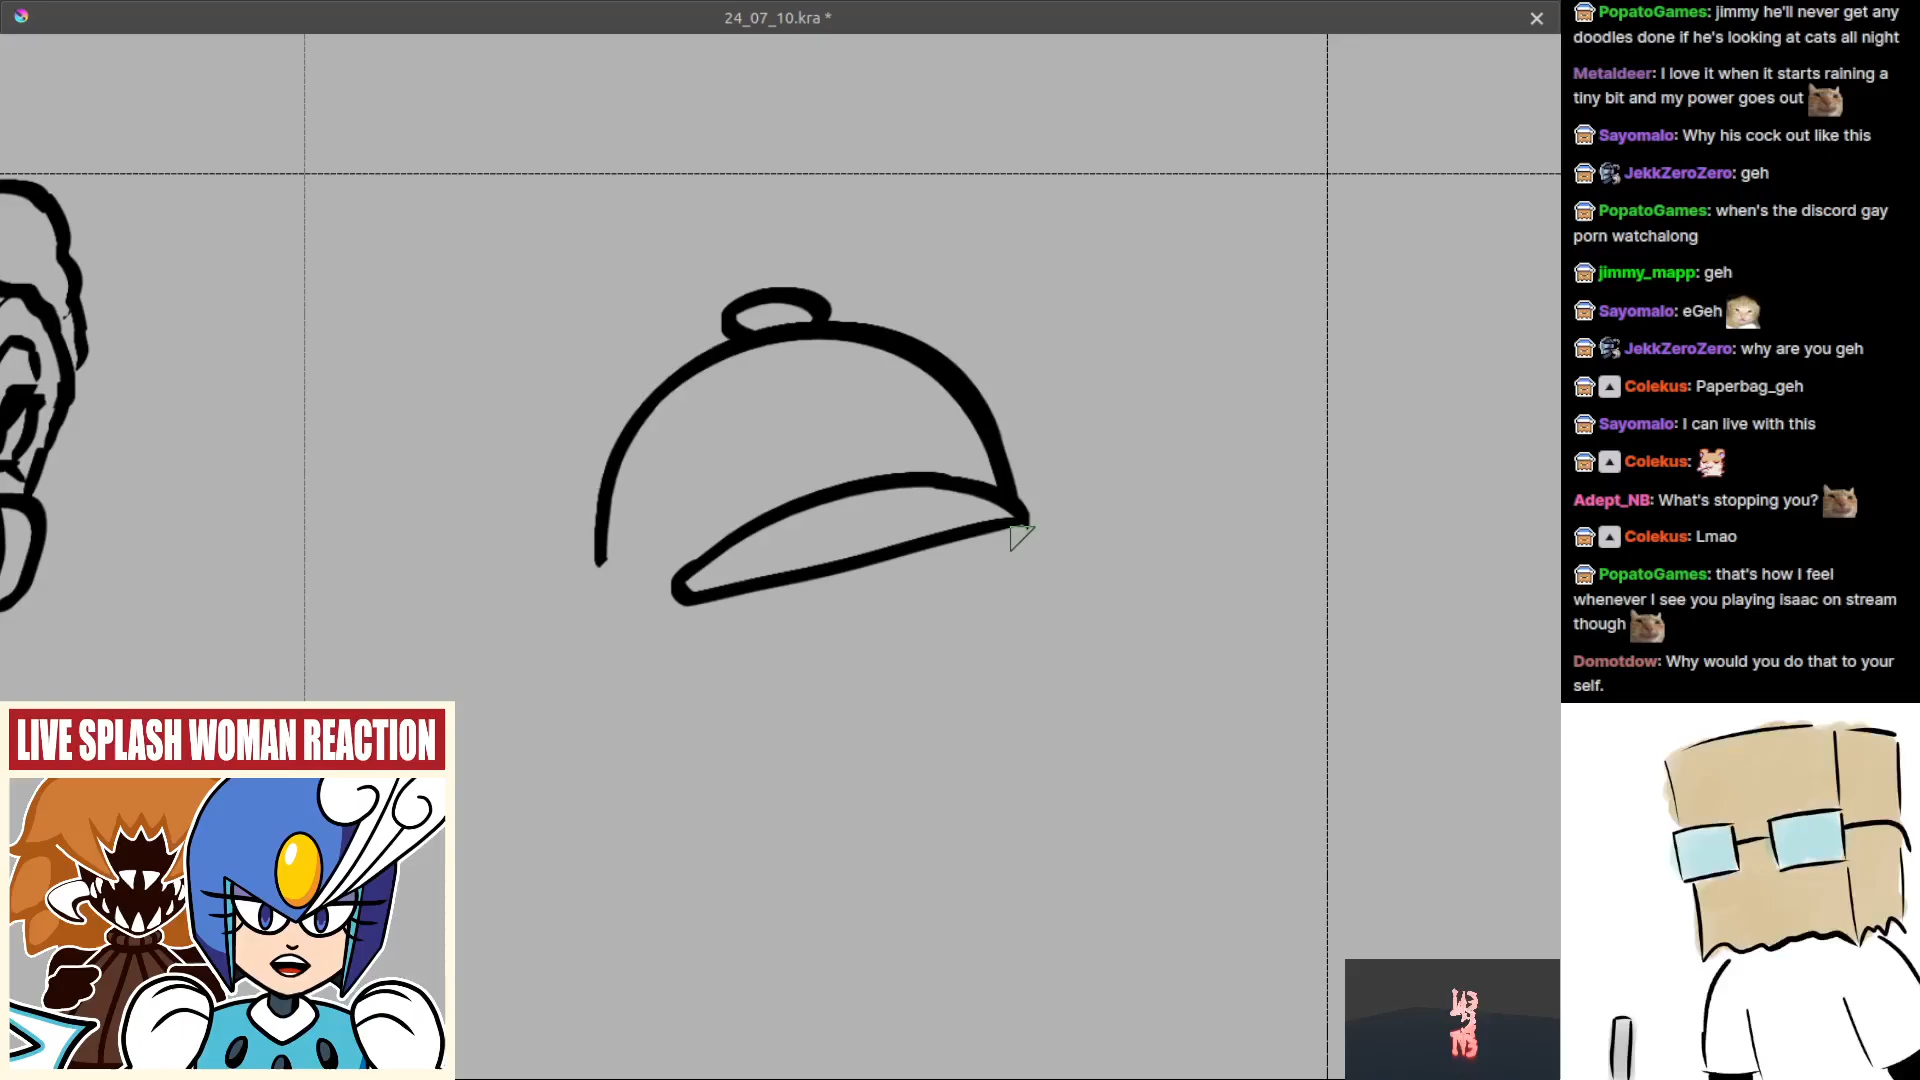 24_07_10.kra *
PopatoGames: jimmy he'll never get any
doodles done if he's looking at cats all night
Metaldeer: I love it when it starts raining a
tiny bit and my power goes out
Sayomalo: Why his cock out like this
JekkZeroZero: geh
PopatoGames: when's the discord gay
porn watchalong
jimmy_mapp: geh
Sayomalo: eGeh
JekkZeroZero: why are you geh
Colekus: Paperbag_geh
Sayomalo: I can live with this
Colekus:
Adept_NB: What's stopping you?
Colekus: Lmao
PopatoGames: that's how I feel
whenever I see you playing isaac on stream
though
Domotdow: Why would you do that to your
self.
LIVE SPLASH WOMAN REACTION